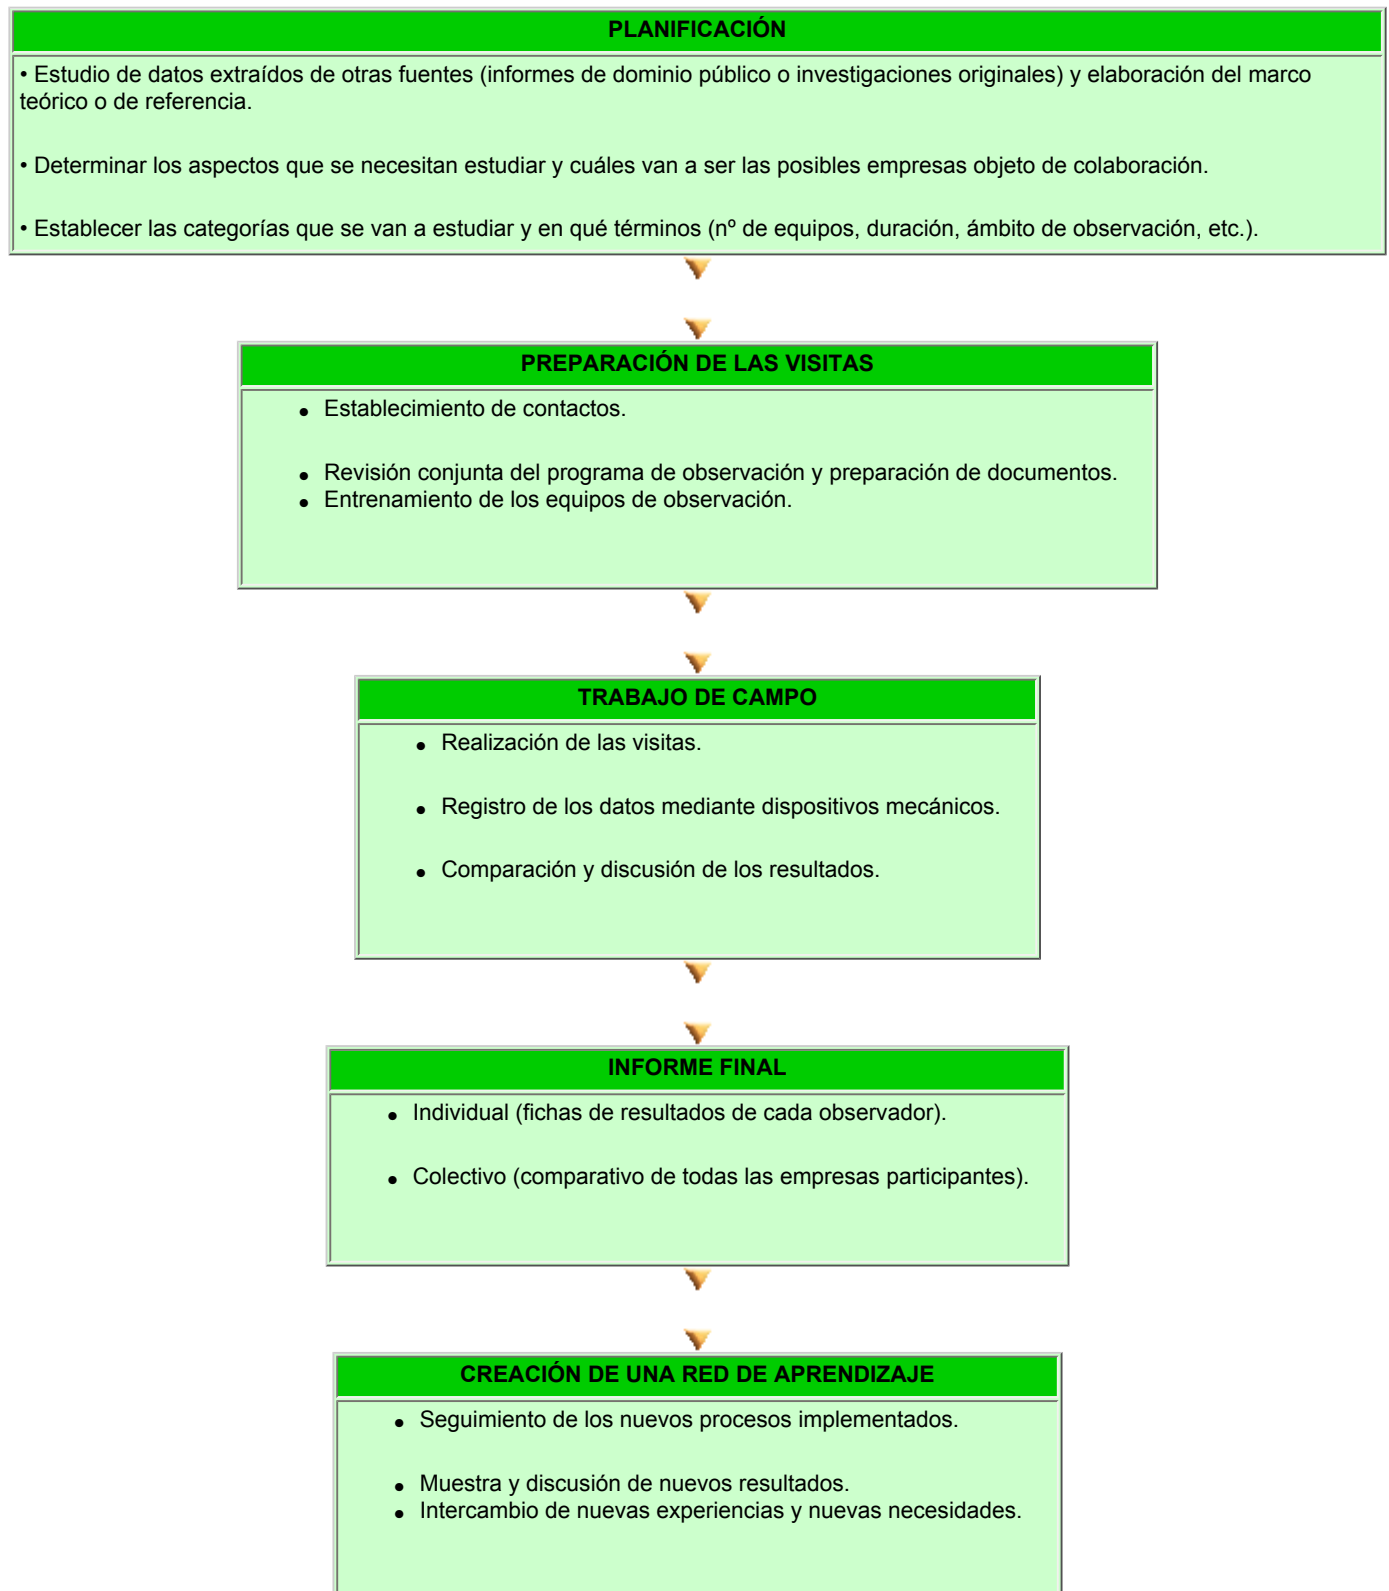 PLANIFICACIÓN
• Estudio de datos extraídos de otras fuentes (informes de dominio público o investigaciones originales) y elaboración del marco
teórico o de referencia.
• Determinar los aspectos que se necesitan estudiar y cuáles van a ser las posibles empresas objeto de colaboración.
• Establecer las categorías que se van a estudiar y en qué términos (nº de equipos, duración, ámbito de observación, etc.).
PREPARACIÓN DE LAS VISITAS
• Establecimiento de contactos.
• Revisión conjunta del programa de observación y preparación de documentos.
• Entrenamiento de los equipos de observación.
TRABAJO DE CAMPO
• Realización de las visitas.
• Registro de los datos mediante dispositivos mecánicos.
• Comparación y discusión de los resultados.
INFORME FINAL
• Individual (fichas de resultados de cada observador).
• Colectivo (comparativo de todas las empresas participantes).
CREACIÓN DE UNA RED DE APRENDIZAJE
• Seguimiento de los nuevos procesos implementados.
• Muestra y discusión de nuevos resultados.
• Intercambio de nuevas experiencias y nuevas necesidades.